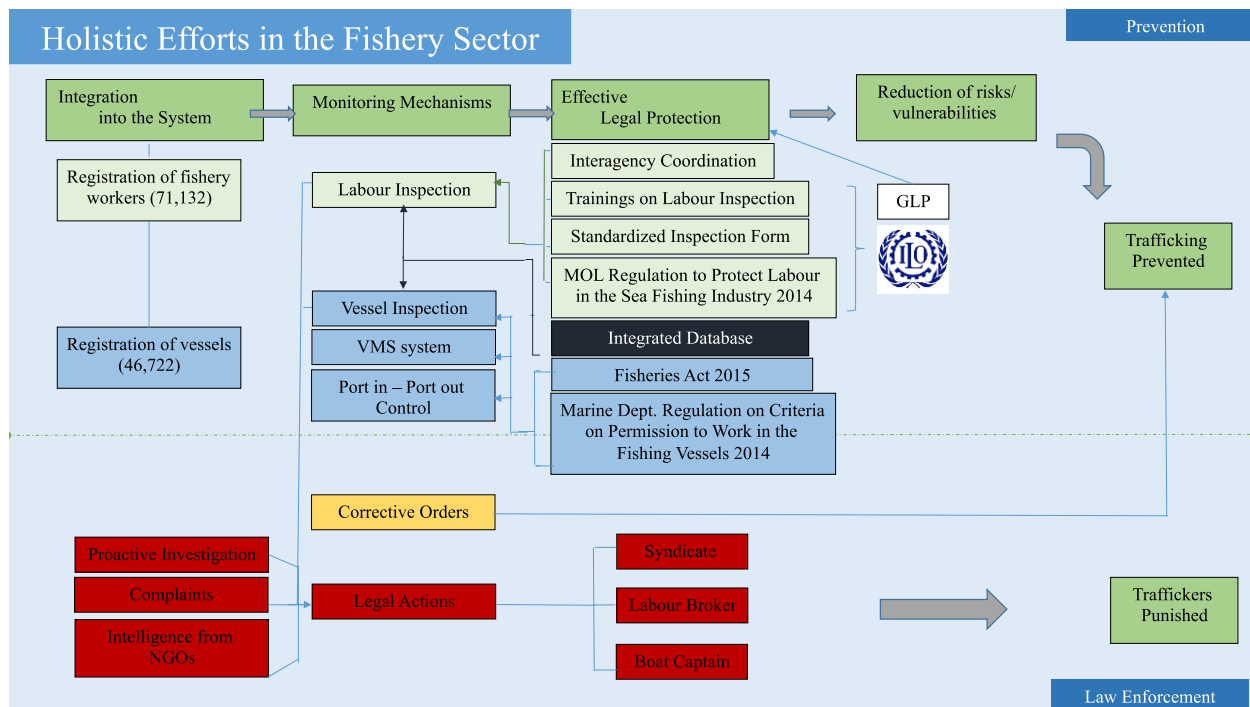 Holistic Efforts in the Fishery Sector
Prevention
Integration
into the System
Monitoring Mechanisms
Effective
Legal Protection
Reduction of risks/
vulnerabilities
Registration of fishery
workers (71,132)
Registration of vessels
(46,722)
Labour Inspection
Vessel Inspection
VMS system
Port in – Port out
Control
Interagency Coordination
Trainings on Labour Inspection
Standardized Inspection Form
MOL Regulation to Protect Labour
in the Sea Fishing Industry 2014
Integrated Database
Fisheries Act 2015
Marine Dept. Regulation on Criteria
on Permission to Work in the
Fishing Vessels 2014
GLP
ILO
Trafficking
Prevented
Corrective Orders
Proactive Investigation
Complaints
Intelligence from
NGOs
Legal Actions
Syndicate
Labour Broker
Boat Captain
Traffickers
Punished
Law Enforcement